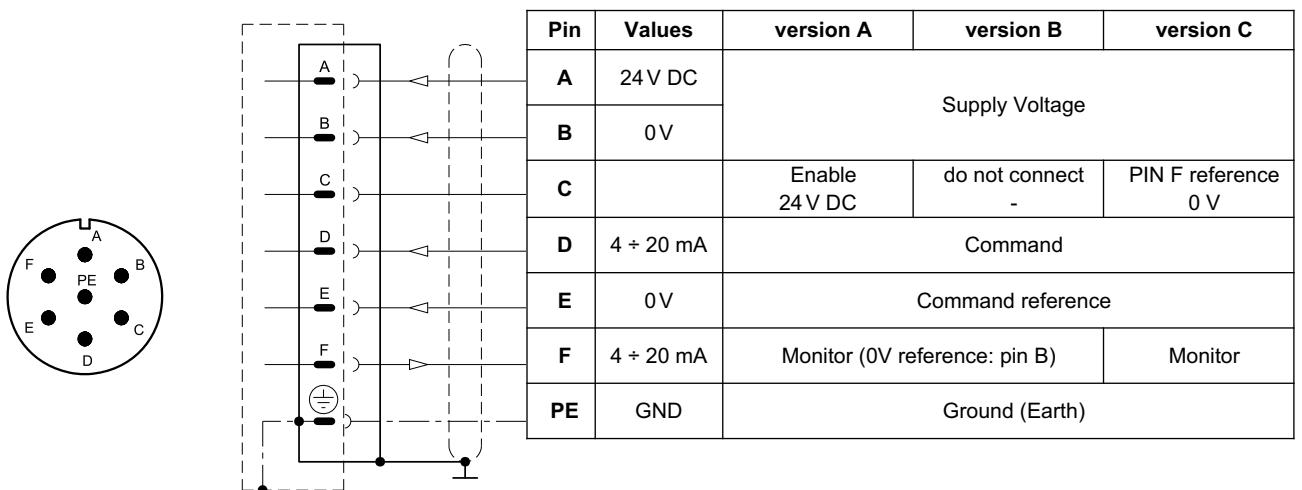 A
F
B
PE
E
C
D
A
B
C
D
E
F
Pin Values version A version B version C
A 24 V DC Supply Voltage
B 0 V
C Enable 24 V DC do not connect - PIN F reference 0 V
D 4 ÷ 20 mA Command
E 0 V Command reference
F 4 ÷ 20 mA Monitor (0V reference: pin B) Monitor
PE GND Ground (Earth)